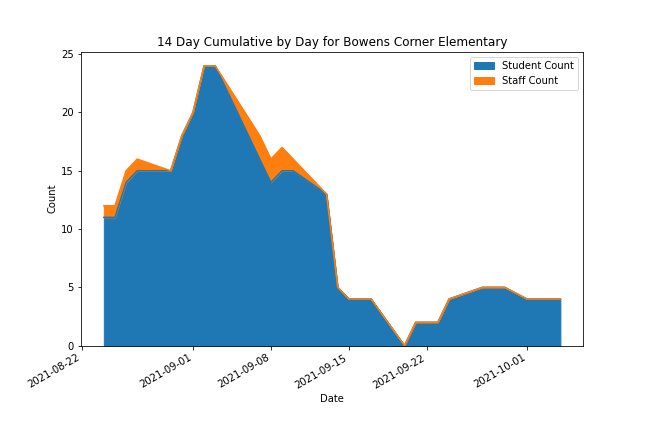 14 Day Cumulative by Day for Bowens Corner Elementary
25
20
15
10
5
0
Count
Student Count
Staff Count
2021-08-22
2021-09-01
2021-09-08
2021-09-15
2021-09-22
2021-10-01
Date